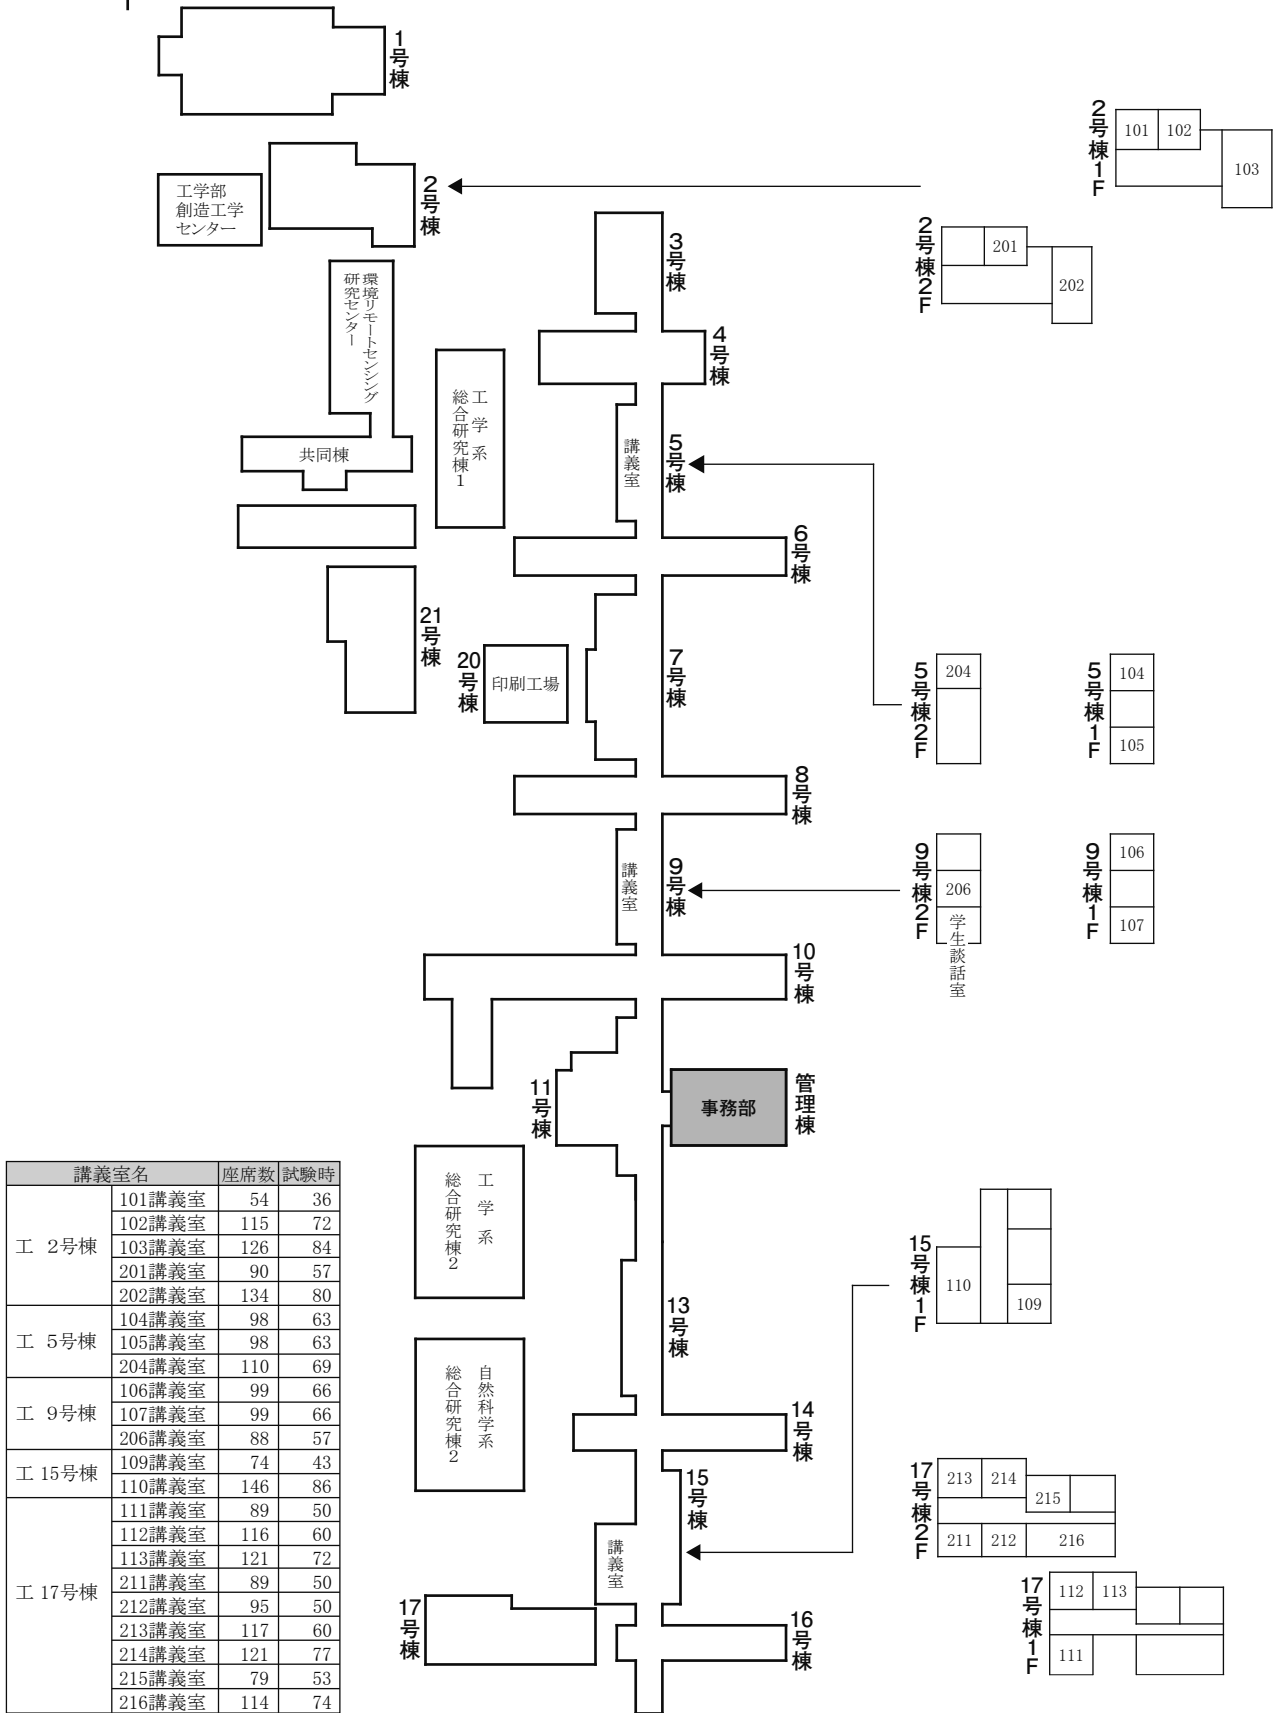 1号棟
2号棟1F
101
102
103
工学部
創造工学
センター
2号棟
2号棟2F
201
202
3号棟
環境リモートセンシング
研究センター
4号棟
工学系
総合研究棟1
講義室
5号棟
共同棟
6号棟
21号棟
20号棟
印刷工場
7号棟
5号棟2F
204
5号棟1F
104
105
8号棟
講義室
9号棟
9号棟2F
206
学生談話室
9号棟1F
106
107
10号棟
11号棟
事務部
管理棟
工学系
総合研究棟2
13号棟
15号棟1F
110
109
自然科学系
総合研究棟2
14号棟
15号棟
講義室
17号棟
16号棟
17号棟2F
213
214
215
211
212
216
17号棟1F
112
113
111
講義室名 座席数 試験時
工 2号棟
101講義室 54 36
102講義室 115 72
103講義室 126 84
201講義室 90 57
202講義室 134 80
工 5号棟
104講義室 98 63
105講義室 98 63
204講義室 110 69
工 9号棟
106講義室 99 66
107講義室 99 66
206講義室 88 57
工 15号棟
109講義室 74 43
110講義室 146 86
工 17号棟
111講義室 89 50
112講義室 116 60
113講義室 121 72
211講義室 89 50
212講義室 95 50
213講義室 117 60
214講義室 121 77
215講義室 79 53
216講義室 114 74